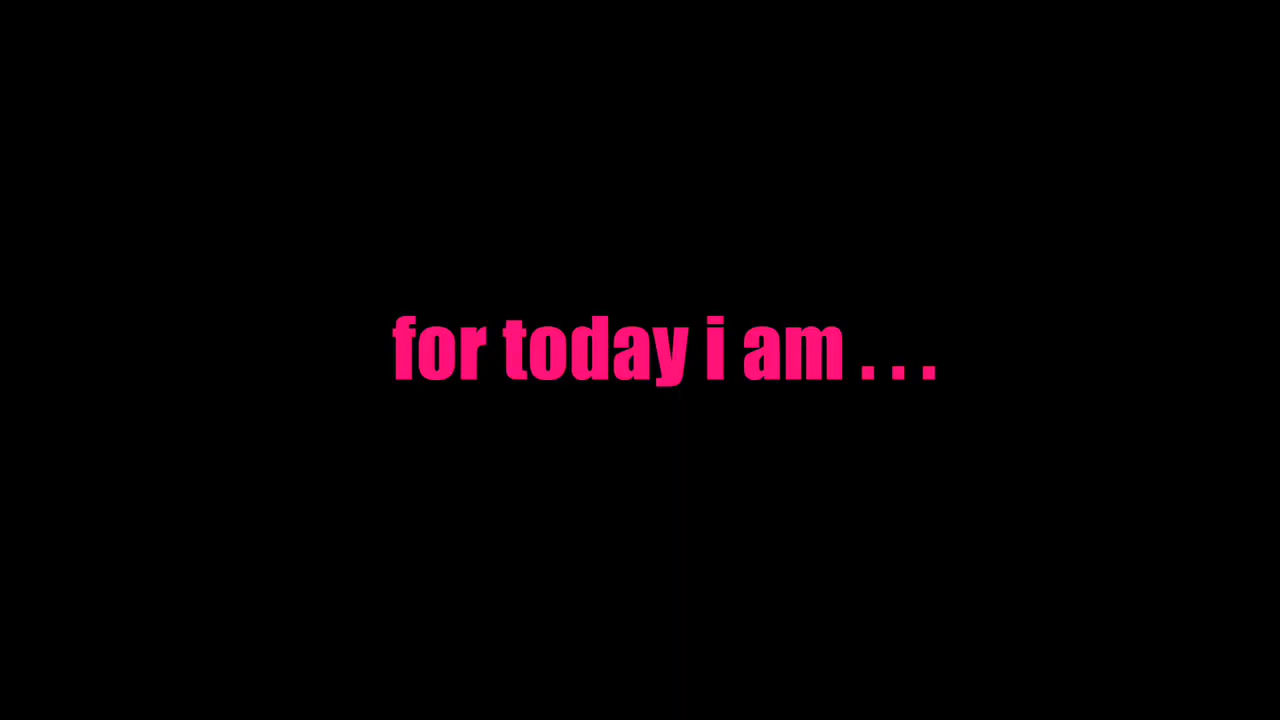 for today i am . . .